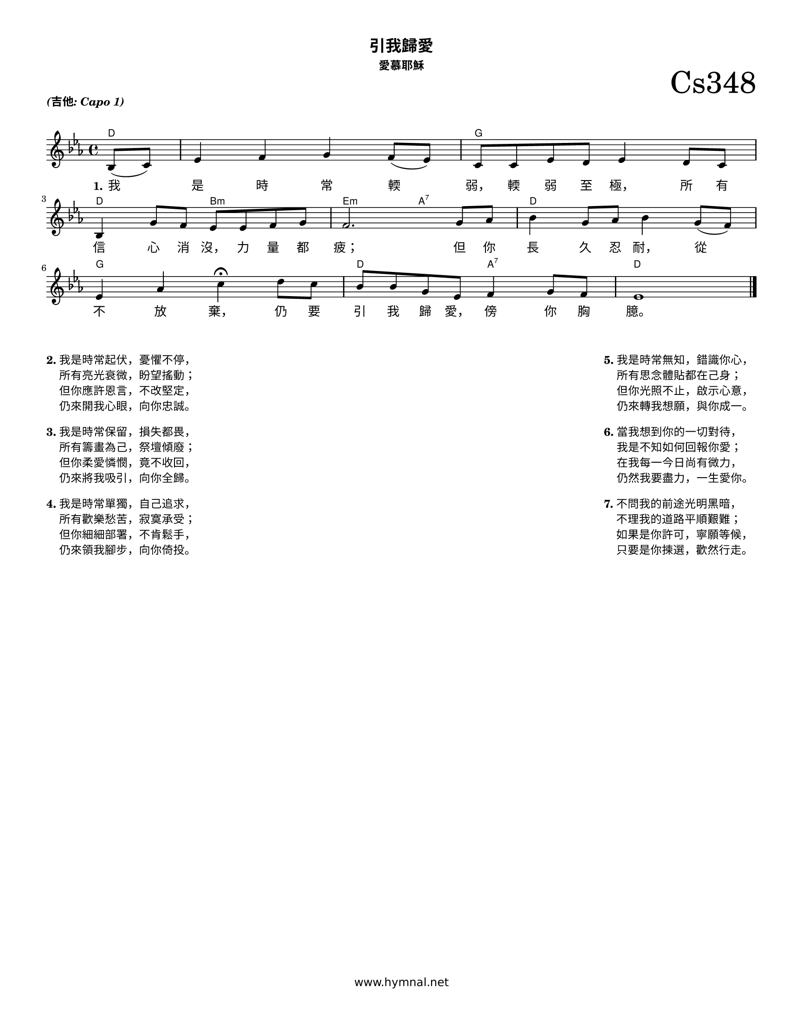 引我歸愛
愛慕耶穌
Cs348
(吉他: Capo 1)
D G
1. 我 是 時 常 輭 弱, 輭 弱 至 極, 所 有
3 D Bm Em A7 D
信 心 消 沒, 力 量 都 疲; 但 你 長 久 忍 耐, 從
6 G D A7 D
不 放 棄, 仍 要 引 我 歸 愛, 傍 你 胸 臆。
2. 我是時常起伏,憂懼不停,
所有亮光衰微,盼望搖動;
但你應許恩言,不改堅定,
仍來開我心眼,向你忠誠。
3. 我是時常保留,損失都畏,
所有籌畫為己,祭壇傾廢;
但你柔愛憐憫,竟不收回,
仍來將我吸引,向你全歸。
4. 我是時常單獨,自己追求,
所有歡樂愁苦,寂寞承受;
但你細細部署,不肯鬆手,
仍來領我腳步,向你倚投。
5. 我是時常無知,錯識你心,
所有思念體貼都在己身;
但你光照不止,啟示心意,
仍來轉我想願,與你成一。
6. 當我想到你的一切對待,
我是不知如何回報你愛;
在我每一今日尚有微力,
仍然我要盡力,一生愛你。
7. 不問我的前途光明黑暗,
不理我的道路平順艱難;
如果是你許可,寧願等候,
只要是你揀選,歡然行走。
www.hymnal.net